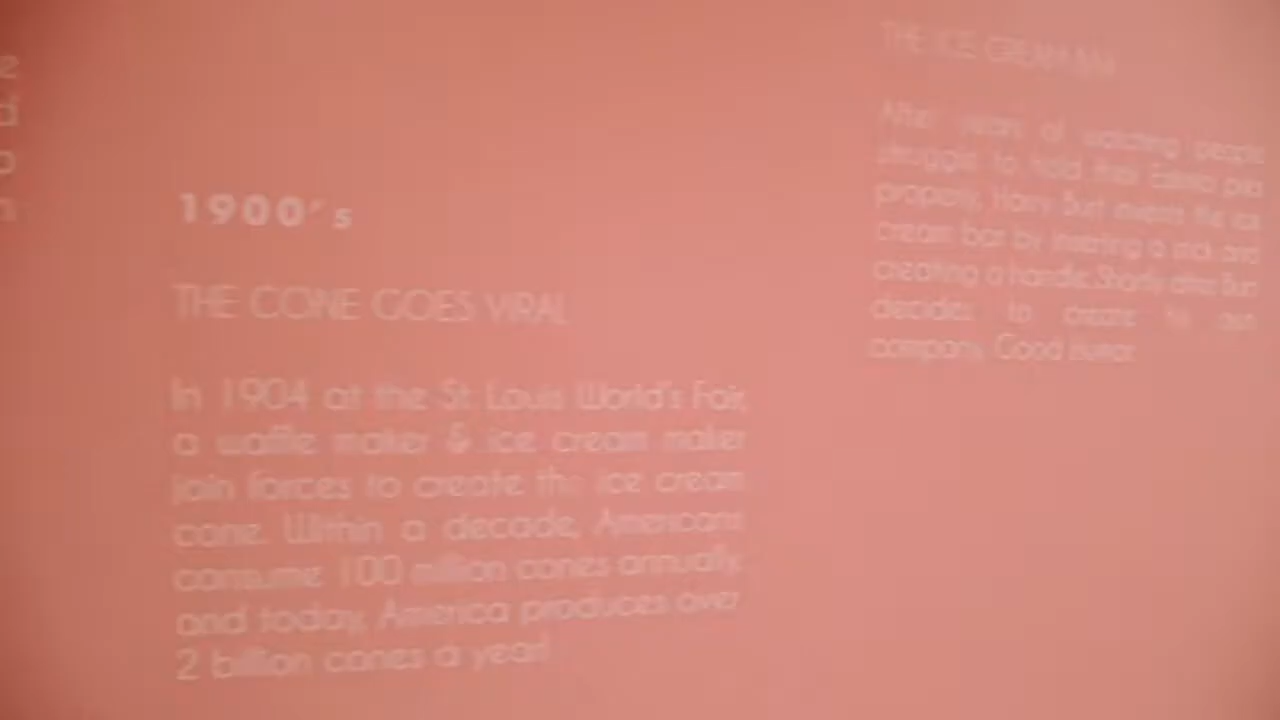 1900's
THE CONE GOES VIRAL
In 1904 at the St. Louis World's Fair,
a waffle maker & ice cream maker
join forces to create the ice cream
cone. Within a decade, Americans
consume 100 million cones annually,
and today, America produces over
2 billion cones a year!
THE ICE CREAM
After years of watching people
struggle to hold their Eskimo pies
properly, Harry Burt invents the ice
cream bar by inserting a stick and
creating a handle. Shortly after Burt
decides to create his own
company, Good Humor.